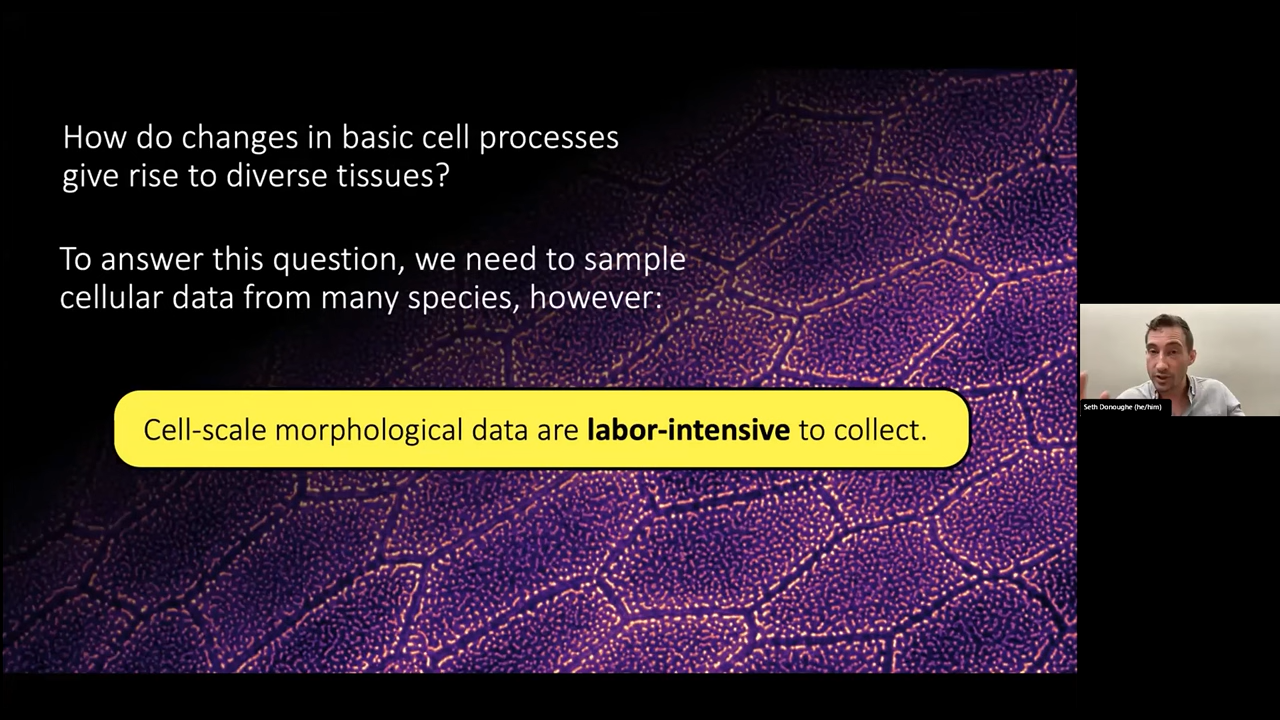 How do changes in basic cell processes
give rise to diverse tissues?
To answer this question, we need to sample
cellular data from many species, however:
Cell-scale morphological data are labor-intensive to collect.
Seth Donoughe (he/him)